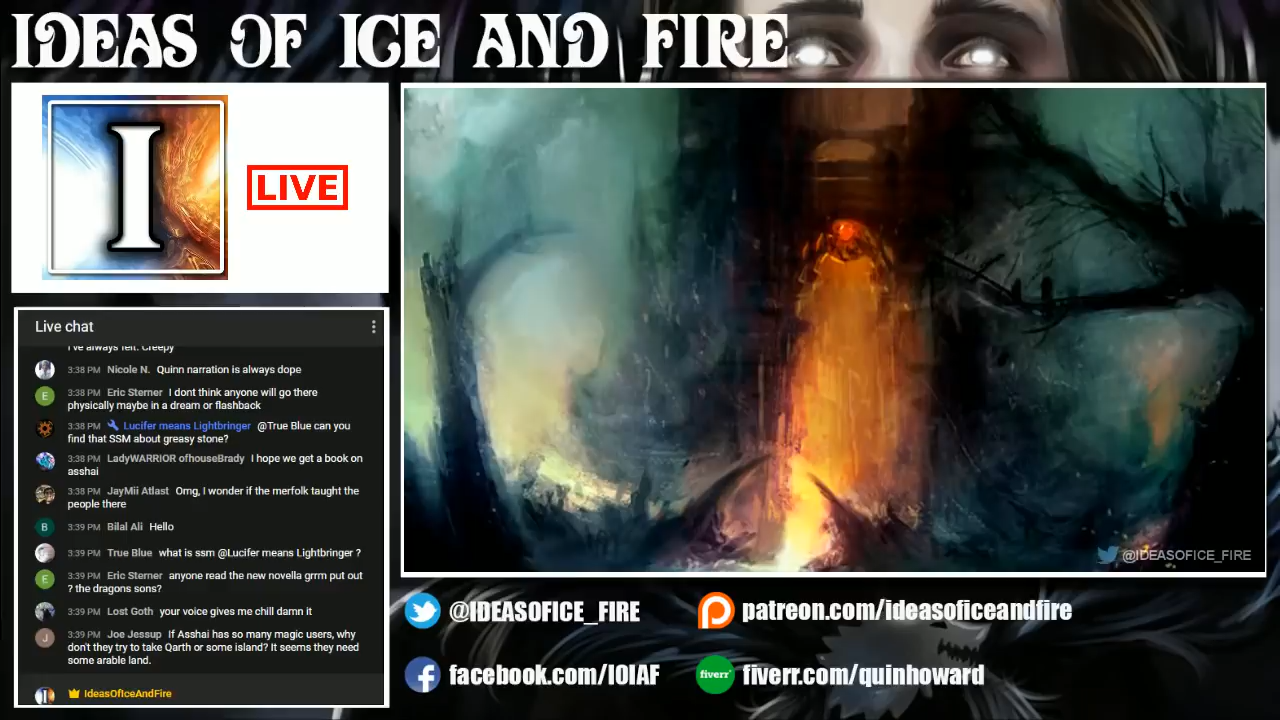 IDEAS OF ICE AND FIRE
I
LIVE
Live chat
I've always felt. Creepy
3:38 PM Nicole N. Quinn narration is always dope
E
3:38 PM Eric Sterner I dont think anyone will go there
physically maybe in a dream or flashback
3:38 PM Lucifer means Lightbringer @True Blue can you
find that SSM about greasy stone?
3:38 PM LadyWARRIOR ofhouseBrady I hope we get a book on
asshai
3:38 PM JayMii Atlast Omg, I wonder if the merfolk taught the
people there
B
3:39 PM Bilal Ali Hello
3:39 PM True Blue what is ssm @Lucifer means Lightbringer ?
E
3:39 PM Eric Sterner anyone read the new novella grrm put out
? the dragons sons?
3:39 PM Lost Goth your voice gives me chill damn it
J
3:39 PM Joe Jessup If Asshai has so many magic users, why
don't they try to take Qarth or some island? It seems they need
some arable land.
IdeasOfIceAndFire
@IDEASOFICE_FIRE
@IDEASOFICE_FIRE
patreon.com/ideasoficeandfire
facebook.com/IOIAF
fiverr
fiverr.com/quinhoward